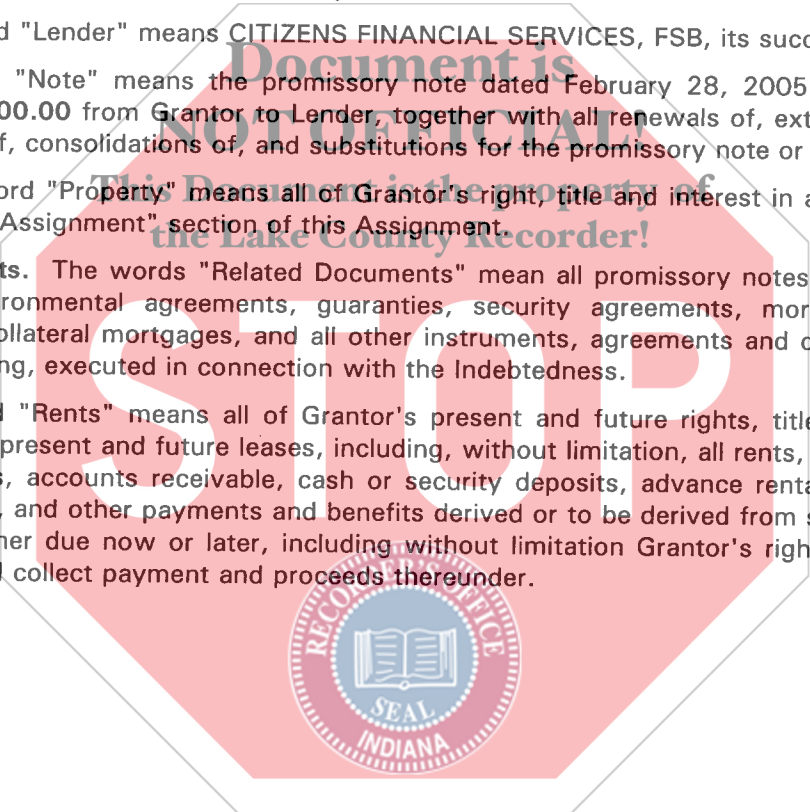 d "Lender" means CITIZENS FINANCIAL SERVICES, FSB, its succ
"Note" means the promissory note dated February 28, 2005
00.00 from Grantor to Lender, together with all renewals of, ext
f, consolidations of, and substitutions for the promissory note or
ord "Property" means all of Grantor's right, title and interest in a
Assignment" section of this Assignment.
ts. The words "Related Documents" mean all promissory notes
ronmental agreements, guaranties, security agreements, mor
ollateral mortgages, and all other instruments, agreements and d
ng, executed in connection with the Indebtedness.
d "Rents" means all of Grantor's present and future rights, title
present and future leases, including, without limitation, all rents,
s, accounts receivable, cash or security deposits, advance renta
, and other payments and benefits derived or to be derived from s
her due now or later, including without limitation Grantor's righ
l collect payment and proceeds thereunder.
Document is
NOT OFFICIAL!
This Document is the property of
the Lake County Recorder!
STOP
RECORDER'S OFFICE
SEAL
INDIANA